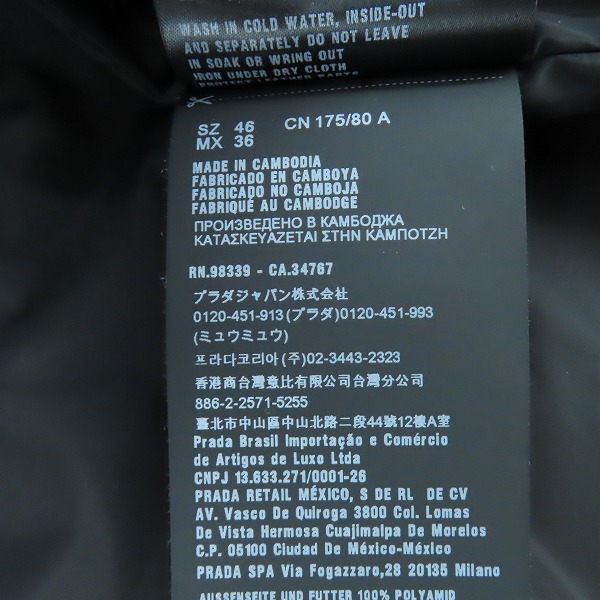 WASH IN COLD WATER, INSIDE-OUT
AND SEPARATELY DO NOT LEAVE
IN SOAK OR WRING OUT
IRON UNDER DRY CLOTH
PROTECT LEATHER PARTS
SZ 46 CN 175/80 A
MX 36
MADE IN CAMBODIA
FABRICADO EN CAMBOYA
FABRICADO NO CAMBOJA
FABRIQUÉ AU CAMBODGE
ПРОИЗВЕДЕНО В КАМБОДЖА
ΚΑΤΑΣΚΕΥΑΖΕΤΑΙ ΣΤΗΝ ΚΑΜΠΟΤΖΗ
RN.98339 - CA.34767
プラダジャパン株式会社
0120-451-913(プラダ)0120-451-993
(ミュウミュウ)
프라다코리아(주)02-3443-2323
香港商台灣意比有限公司台灣分公司
886-2-2571-5255
臺北市中山區中山北路二段44號12樓A室
Prada Brasil Importação e Comércio
de Artigos de Luxo Ltda
CNPJ 13.633.271/0001-26
PRADA RETAIL MÉXICO, S DE RL DE CV
AV. Vasco De Quiroga 3800 Col. Lomas
De Vista Hermosa Cuajimalpa De Morelos
C.P. 05100 Ciudad De México-México
PRADA SPA Via Fogazzaro,28 20135 Milano
AUSSENSEITE UND FUTTER 100% POLYAMID